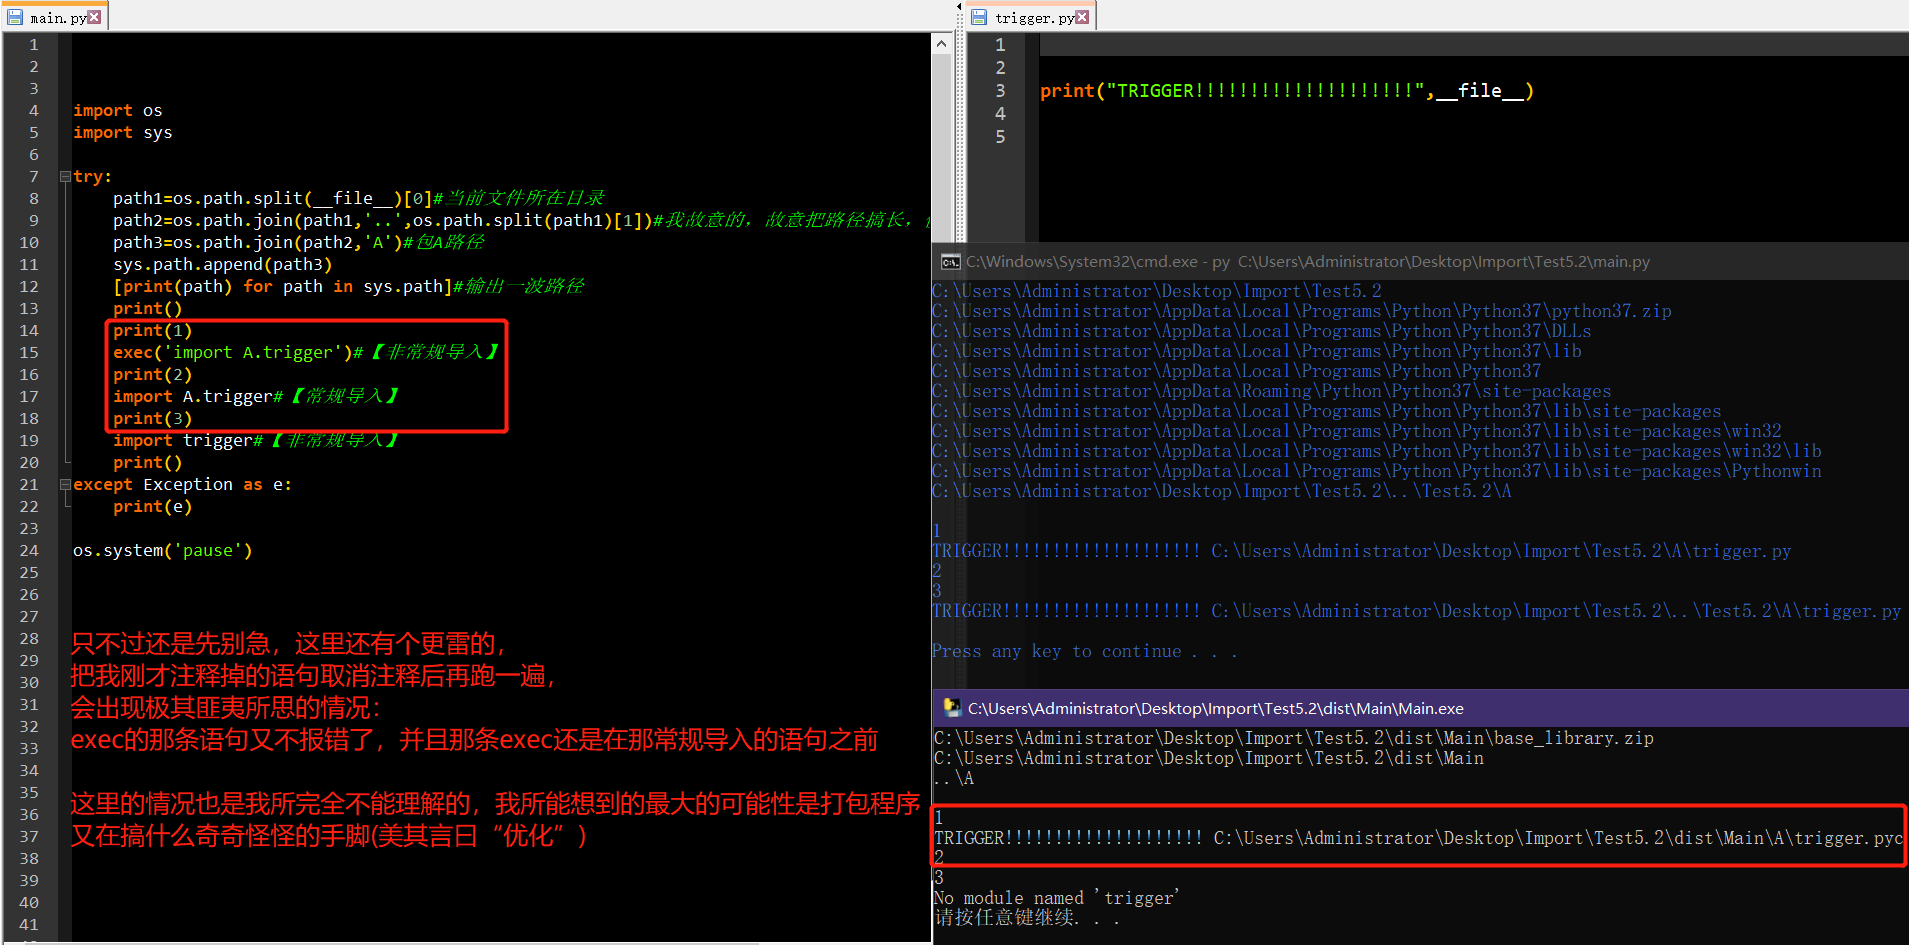 main.py
1
2
3
4 import os
5 import sys
6
7 try:
8 path1=os.path.split(__file__)[0]#当前文件所在目录
9 path2=os.path.join(path1,'..',os.path.split(path1)[1])#我故意的，故意把路径搞长，
10 path3=os.path.join(path2,'A')#包A路径
11 sys.path.append(path3)
12 [print(path) for path in sys.path]#输出一波路径
13 print()
14 print(1)
15 exec('import A.trigger')#【非常规导入】
16 print(2)
17 import A.trigger#【常规导入】
18 print(3)
19 import trigger#【非常规导入】
20 print()
21 except Exception as e:
22 print(e)
23
24 os.system('pause')
25
26
27
28
29
30
31
32
33
34
35
36
37
38
39
40
41
只不过还是先别急，这里还有个更雷的，
把我刚才注释掉的语句取消注释后再跑一遍，
会出现极其匪夷所思的情况：
exec的那条语句又不报错了，并且那条exec还是在那常规导入的语句之前
这里的情况也是我所完全不能理解的，我所能想到的最大的可能性是打包程序
又在搞什么奇奇怪怪的手脚(美其言曰“优化”)
trigger.py
1
2
3 print("TRIGGER!!!!!!!!!!!!!!!!!!!!",__file__)
4
5
C:\Windows\System32\cmd.exe - py C:\Users\Administrator\Desktop\Import\Test5.2\main.py
C:\Users\Administrator\Desktop\Import\Test5.2
C:\Users\Administrator\AppData\Local\Programs\Python\Python37\python37.zip
C:\Users\Administrator\AppData\Local\Programs\Python\Python37\DLLs
C:\Users\Administrator\AppData\Local\Programs\Python\Python37\lib
C:\Users\Administrator\AppData\Local\Programs\Python\Python37
C:\Users\Administrator\AppData\Roaming\Python\Python37\site-packages
C:\Users\Administrator\AppData\Local\Programs\Python\Python37\lib\site-packages
C:\Users\Administrator\AppData\Local\Programs\Python\Python37\lib\site-packages\win32
C:\Users\Administrator\AppData\Local\Programs\Python\Python37\lib\site-packages\win32\lib
C:\Users\Administrator\AppData\Local\Programs\Python\Python37\lib\site-packages\Pythonwin
C:\Users\Administrator\Desktop\Import\Test5.2\..\Test5.2\A
1
TRIGGER!!!!!!!!!!!!!!!!!!!! C:\Users\Administrator\Desktop\Import\Test5.2\A\trigger.py
2
3
TRIGGER!!!!!!!!!!!!!!!!!!!! C:\Users\Administrator\Desktop\Import\Test5.2\..\Test5.2\A\trigger.py
Press any key to continue . . .
C:\Users\Administrator\Desktop\Import\Test5.2\dist\Main\Main.exe
C:\Users\Administrator\Desktop\Import\Test5.2\dist\Main\base_library.zip
C:\Users\Administrator\Desktop\Import\Test5.2\dist\Main
..\A
1
TRIGGER!!!!!!!!!!!!!!!!!!!! C:\Users\Administrator\Desktop\Import\Test5.2\dist\Main\A\trigger.pyc
2
3
No module named 'trigger'
请按任意键继续. . .